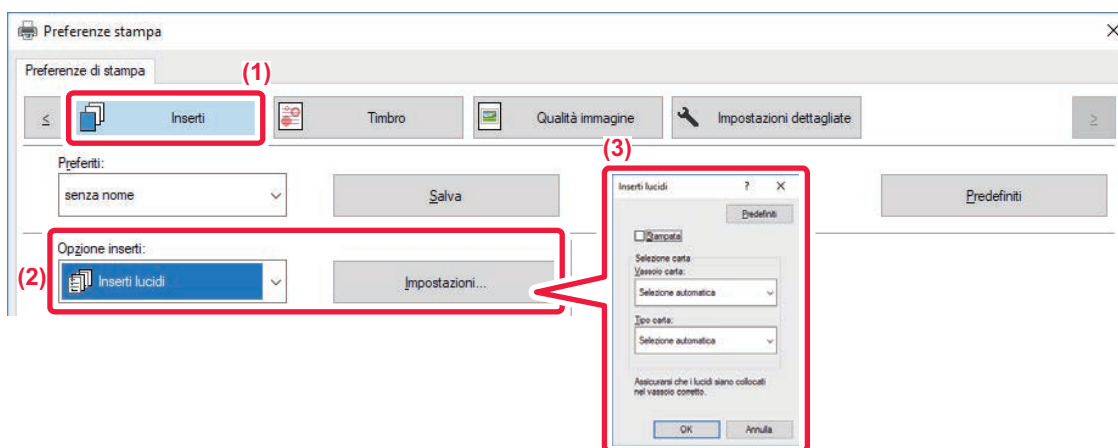 Preferenze stampa
Preferenze di stampa
(1)
Inserti
Timbro
Qualità immagine
Impostazioni dettagliate
(3)
Preferiti:
senza nome
Salva
Predefiniti
Opzione inserti:
(2)
Inserti lucidi
Impostazioni...
Inserti lucidi ?
Predefiniti
Stampata
Selezione carta
Vassoio carta:
Selezione automatica
Tipo carta:
Selezione automatica
Assicurarsi che i lucidi siano collocati
nel vassoio corretto.
OK
Annulla